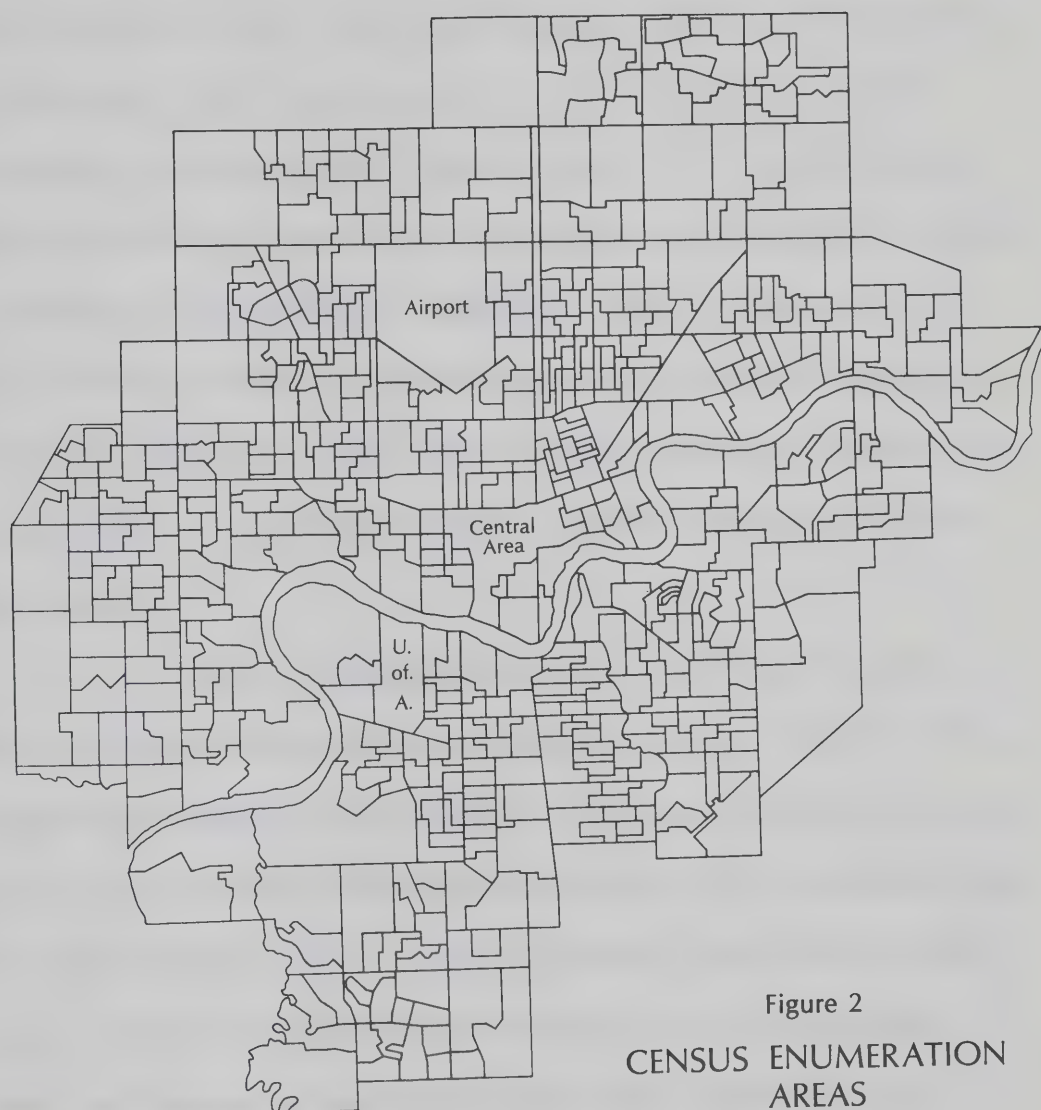 Airport
Central
Area
U.
of.
A.
Figure 2
CENSUS ENUMERATION
AREAS